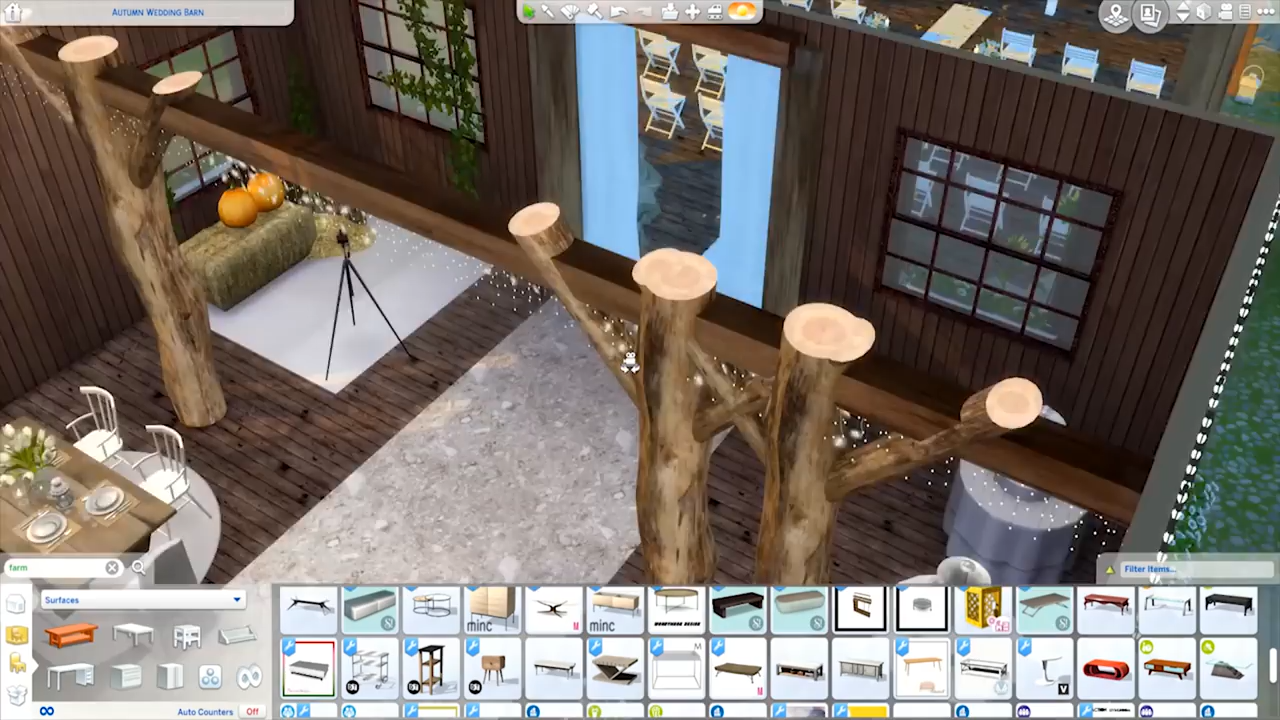 AUTUMN WEDDING BARN
farm
Filter Items...
Surfaces
minc
minc
Auto Counters
Off